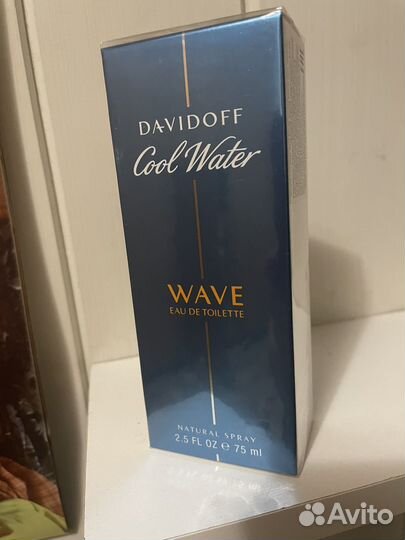 DAVIDOFF
Cool Water
WAVE
EAU DE TOILETTE
NATURAL SPRAY
2.5 FL OZ e 75 ml
Avito